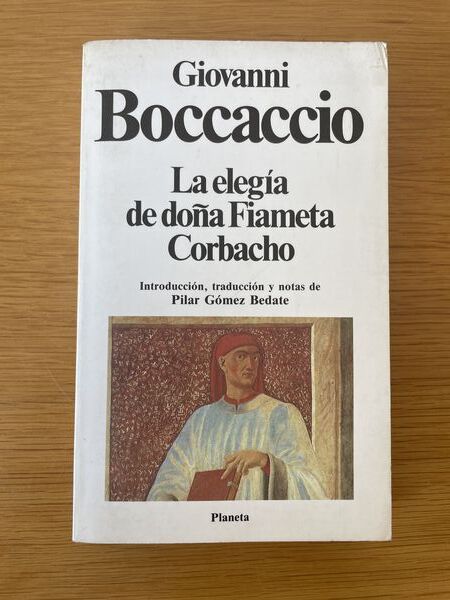 Giovanni
Boccaccio
La elegía
de doña Fiameta
Corbacho
Introducción, traducción y notas de
Pilar Gómez Bedate
Planeta